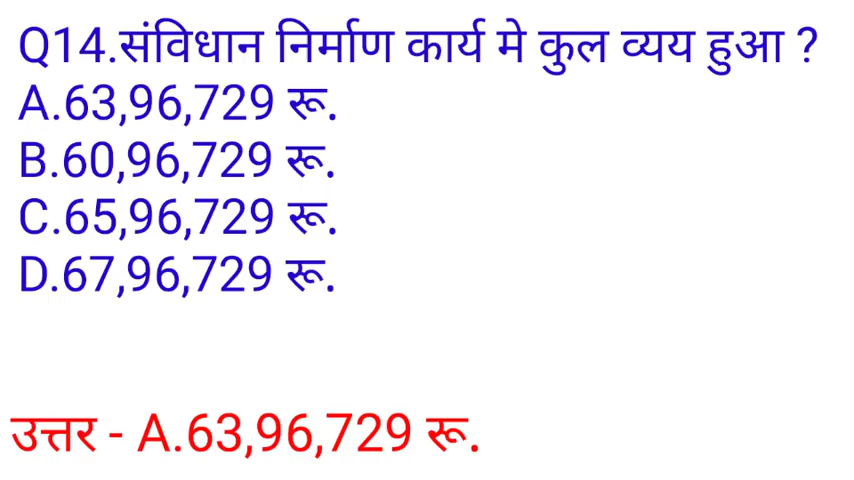 Q14.संविधान निर्माण कार्य मे कुल व्यय हुआ ?
A.63,96,729 रू.
B.60,96,729 रू.
C.65,96,729 रू.
D.67,96,729 रू.
उत्तर - A.63,96,729 रू.